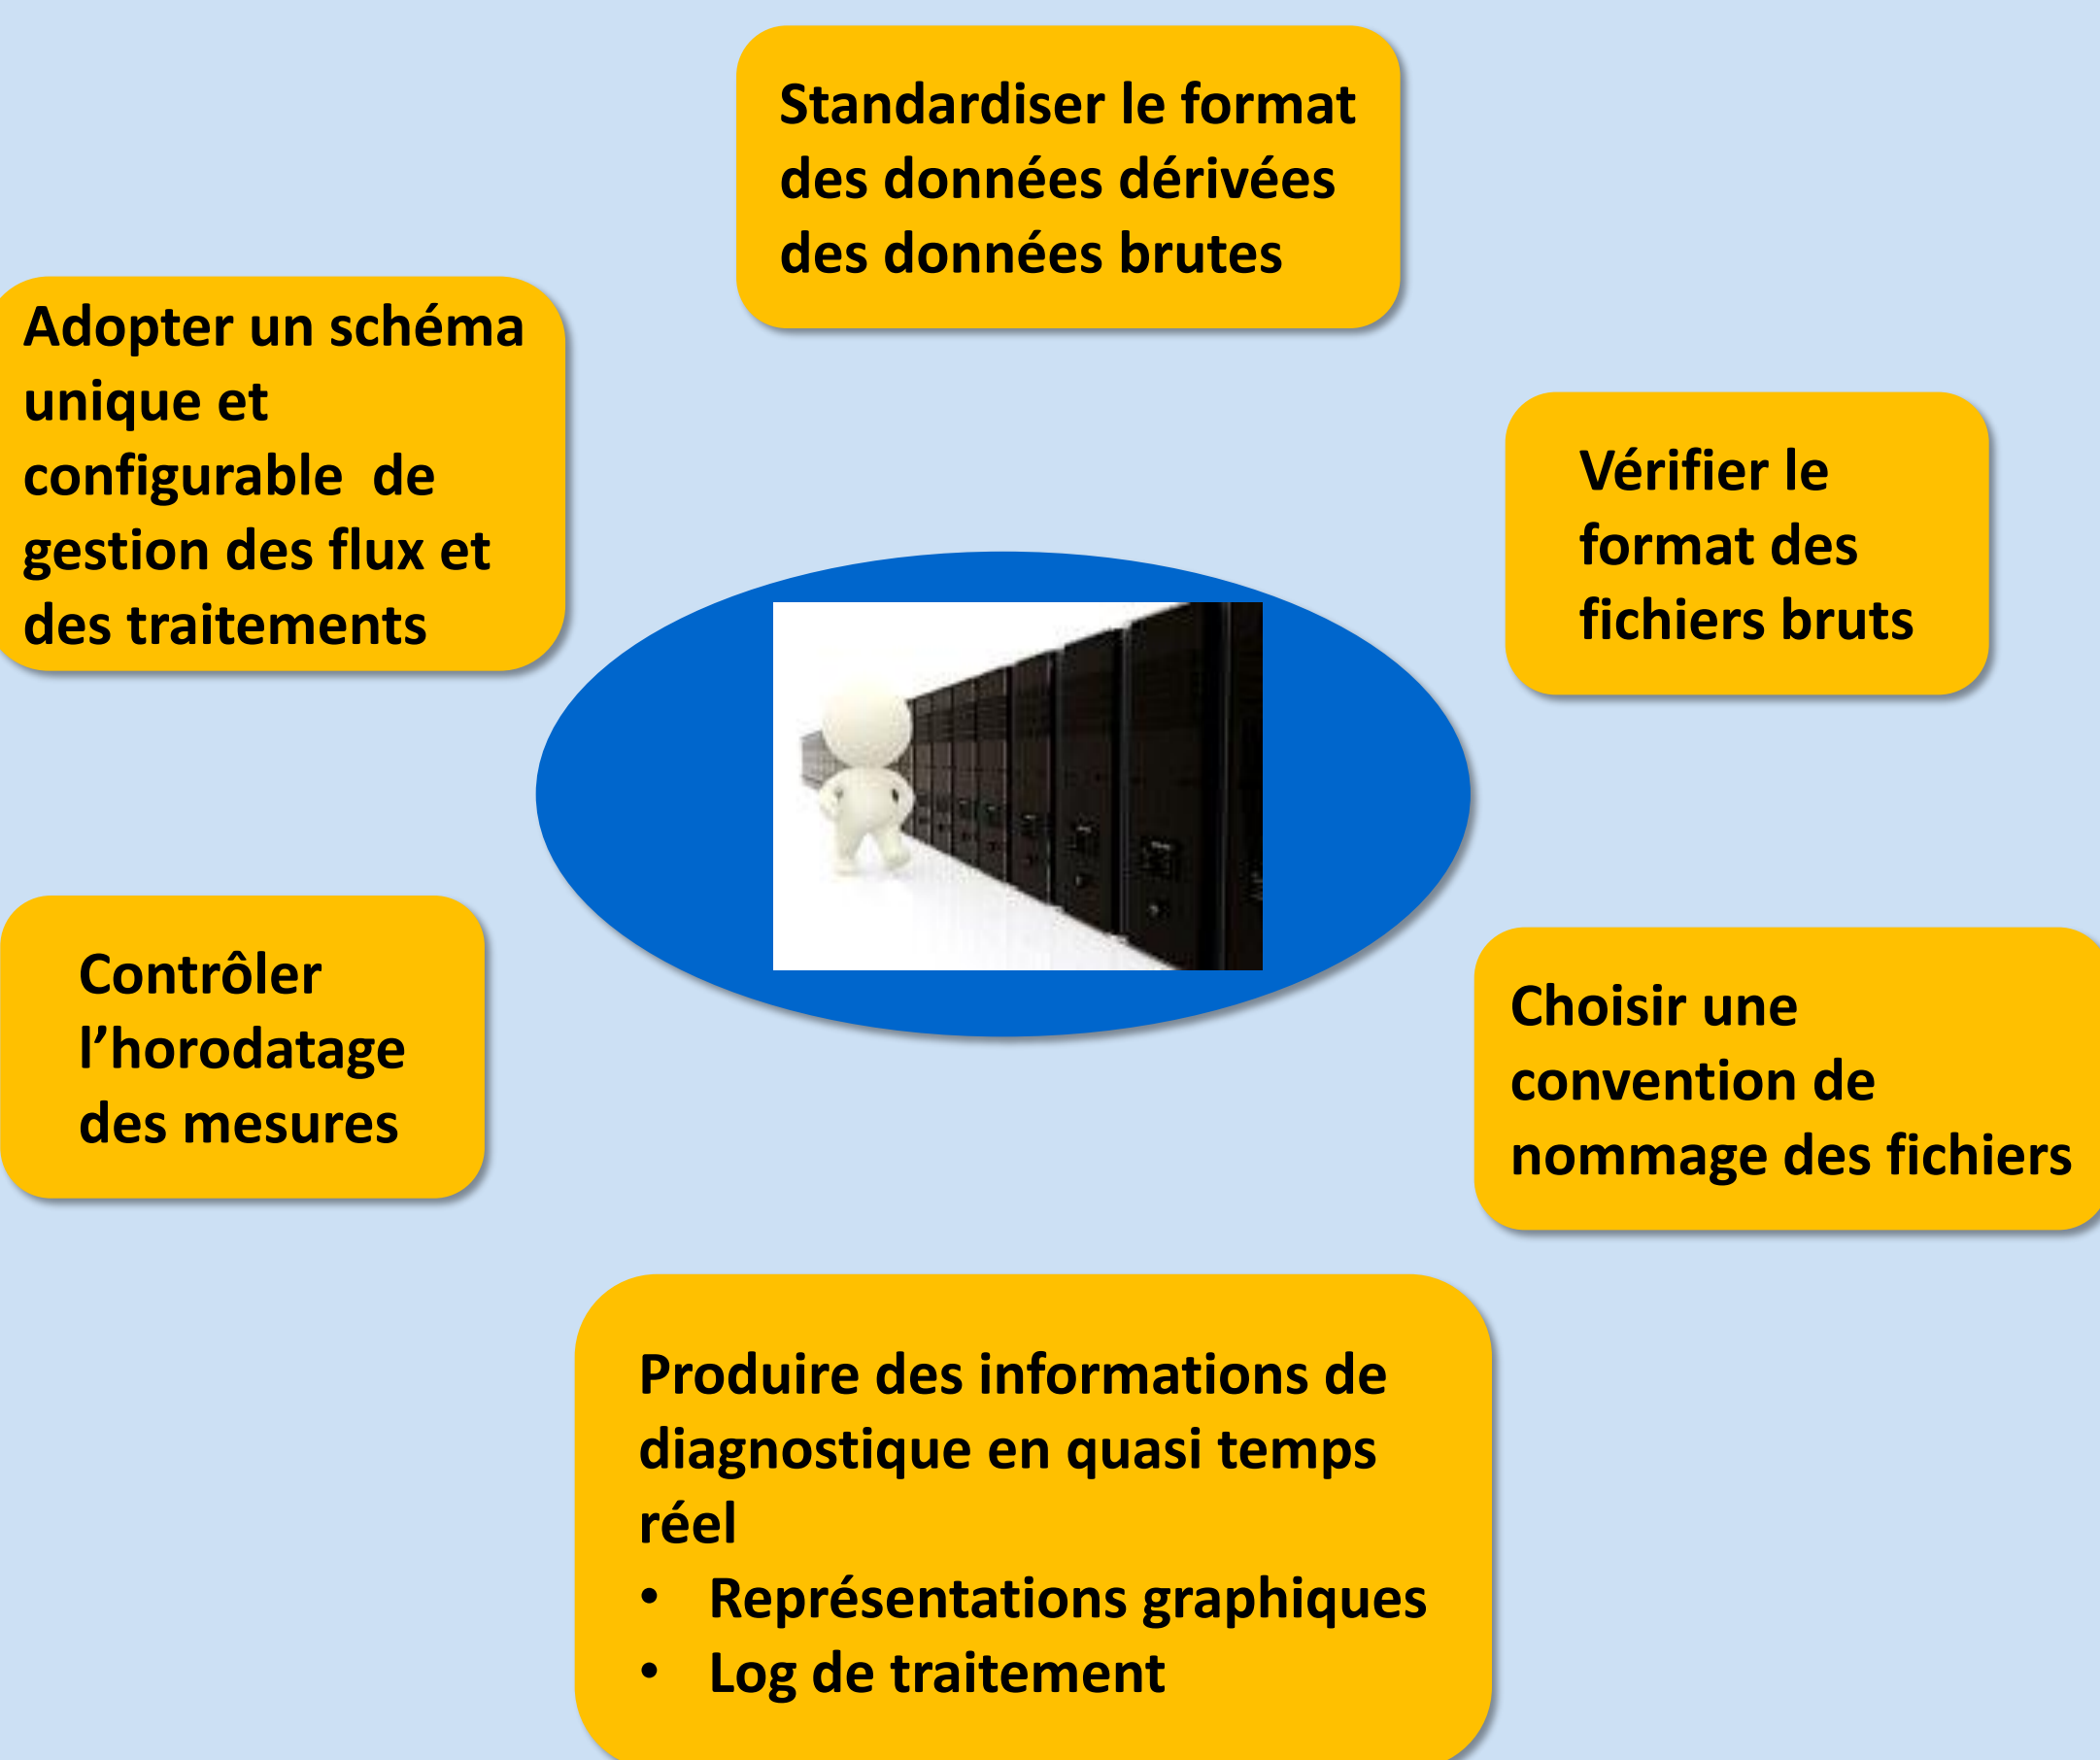 Standardiser le format
des données dérivées
des données brutes
Adopter un schéma
unique et
configurable  de
gestion des flux et
des traitements
Vérifier le
format des
fichiers bruts
Contrôler
l’horodatage
des mesures
Choisir une
convention de
nommage des fichiers
Produire des informations de
diagnostique en quasi temps
réel
• Représentations graphiques
• Log de traitement